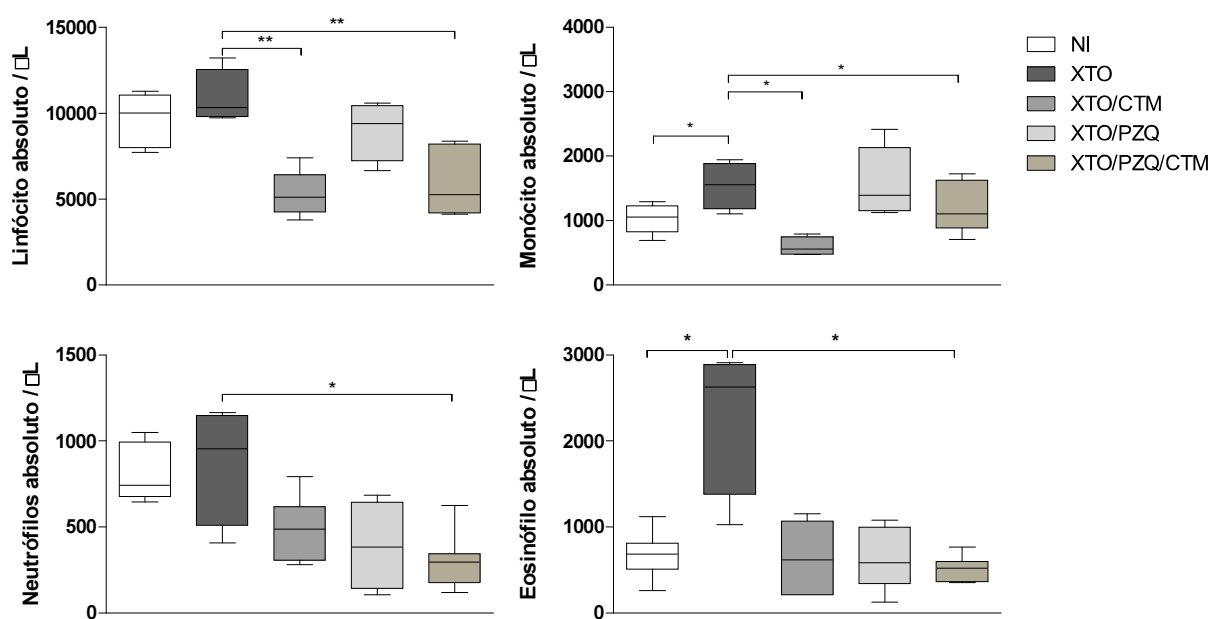 Linfócito absoluto / □L
15000
10000
5000
0
**
**
Monócito absoluto / □L
4000
3000
2000
1000
0
*
*
*
NI
XTO
XTO/CTM
XTO/PZQ
XTO/PZQ/CTM
Neutrófilos absoluto / □L
1500
1000
500
0
*
Eosinófilo absoluto / □L
3000
2000
1000
0
*
*